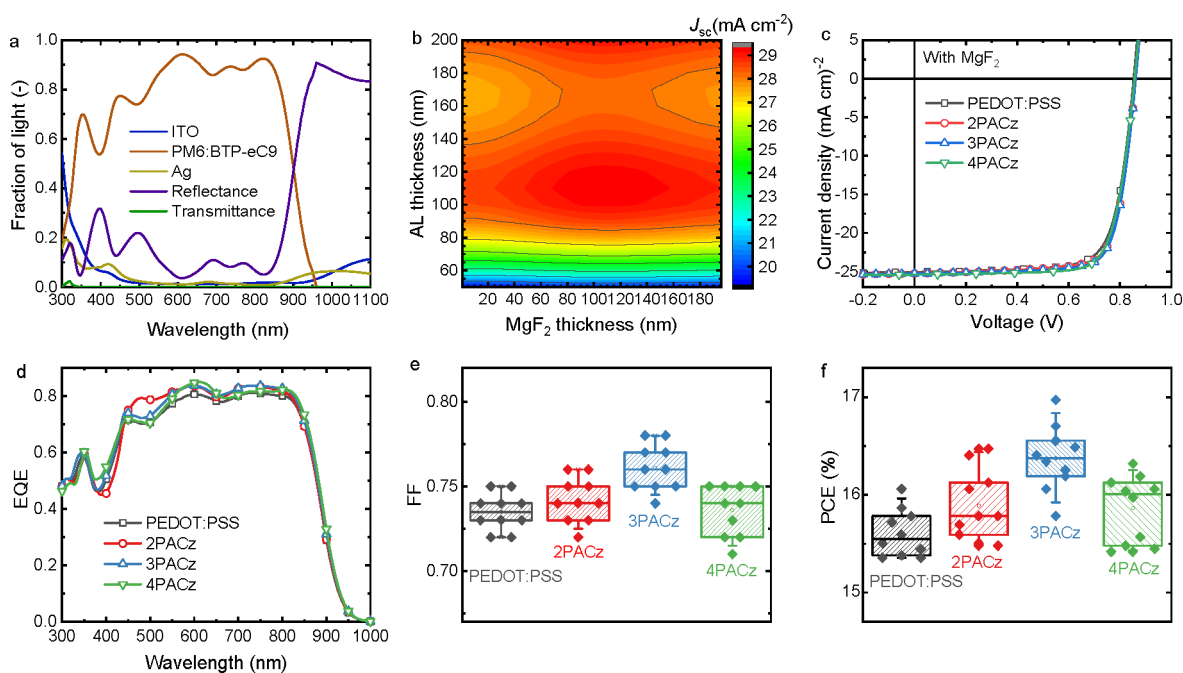 a
Fraction of light (-)
1.0
0.8
0.6
0.4
0.2
0.0
ITO
PM6:BTP-eC9
Ag
Reflectance
Transmittance
300 400 500 600 700 800 900 1000 1100
Wavelength (nm)
b
J_sc(mA cm⁻²)
AL thickness (nm)
200
180
160
140
120
100
80
60
20 40 60 80 100 120 140 160 180
MgF₂ thickness (nm)
29
28
27
26
25
24
23
22
21
20
c
Current density (mA cm)⁻²
5
0
-5
-10
-15
-20
-25
With MgF₂
PEDOT:PSS
2PACz
3PACz
4PACz
-0.2 0.0 0.2 0.4 0.6 0.8 1.0
Voltage (V)
d
EQE
0.8
0.6
0.4
0.2
0.0
PEDOT:PSS
2PACz
3PACz
4PACz
300 400 500 600 700 800 900 1000
Wavelength (nm)
e
FF
0.80
0.75
0.70
PEDOT:PSS
2PACz
3PACz
4PACz
f
PCE (%)
17
16
15
PEDOT:PSS
2PACz
3PACz
4PACz